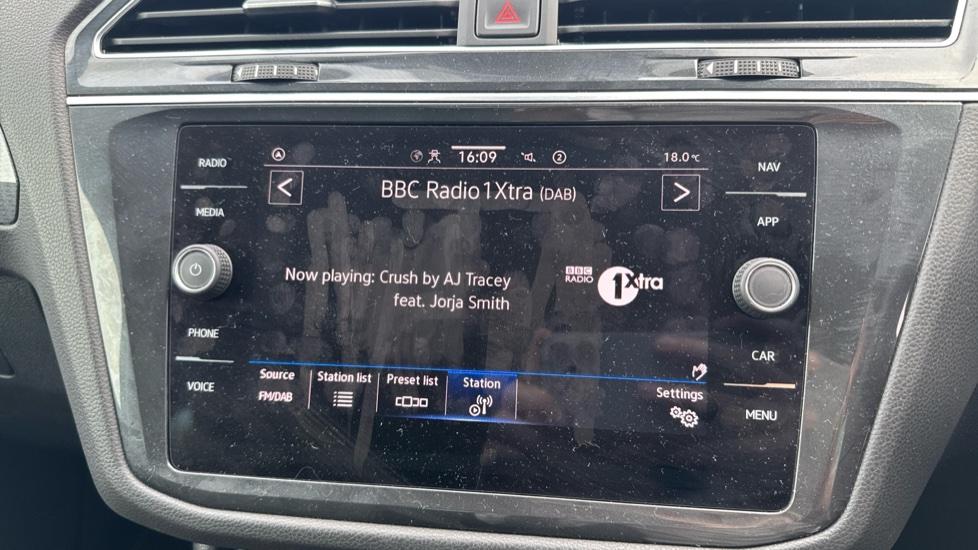 RADIO
MEDIA
PHONE
VOICE
16:09
2
18.0 °C
<
BBC Radio 1Xtra (DAB)
>
Now playing: Crush by AJ Tracey
feat. Jorja Smith
BBC
RADIO
1Xtra
Source
FM/DAB
Station list
Preset list
Station
Settings
NAV
APP
CAR
MENU